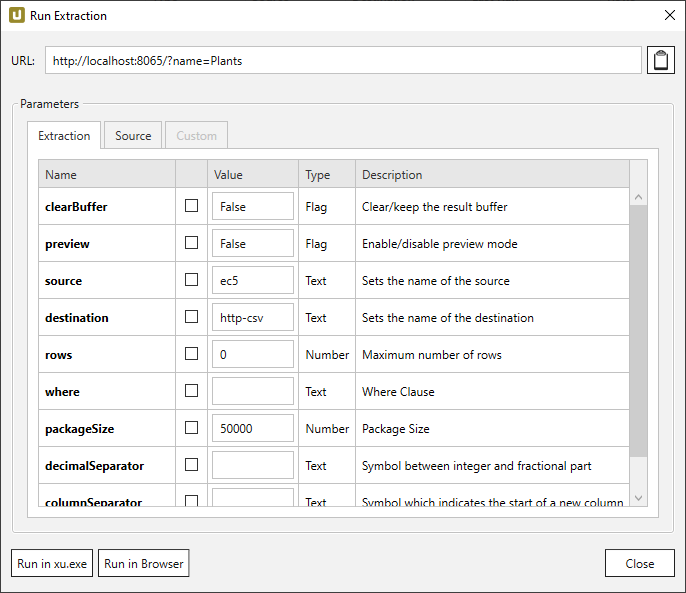 U Run Extraction
URL: http://localhost:8065/?name=Plants
Parameters
Extraction Source Custom
Name Value Type Description
clearBuffer False Flag Clear/keep the result buffer
preview False Flag Enable/disable preview mode
source ec5 Text Sets the name of the source
destination http-csv Text Sets the name of the destination
rows 0 Number Maximum number of rows
where Text Where Clause
packageSize 50000 Number Package Size
decimalSeparator Text Symbol between integer and fractional part
columnSeparator Text Symbol which indicates the start of a new column
Run in xu.exe Run in Browser Close